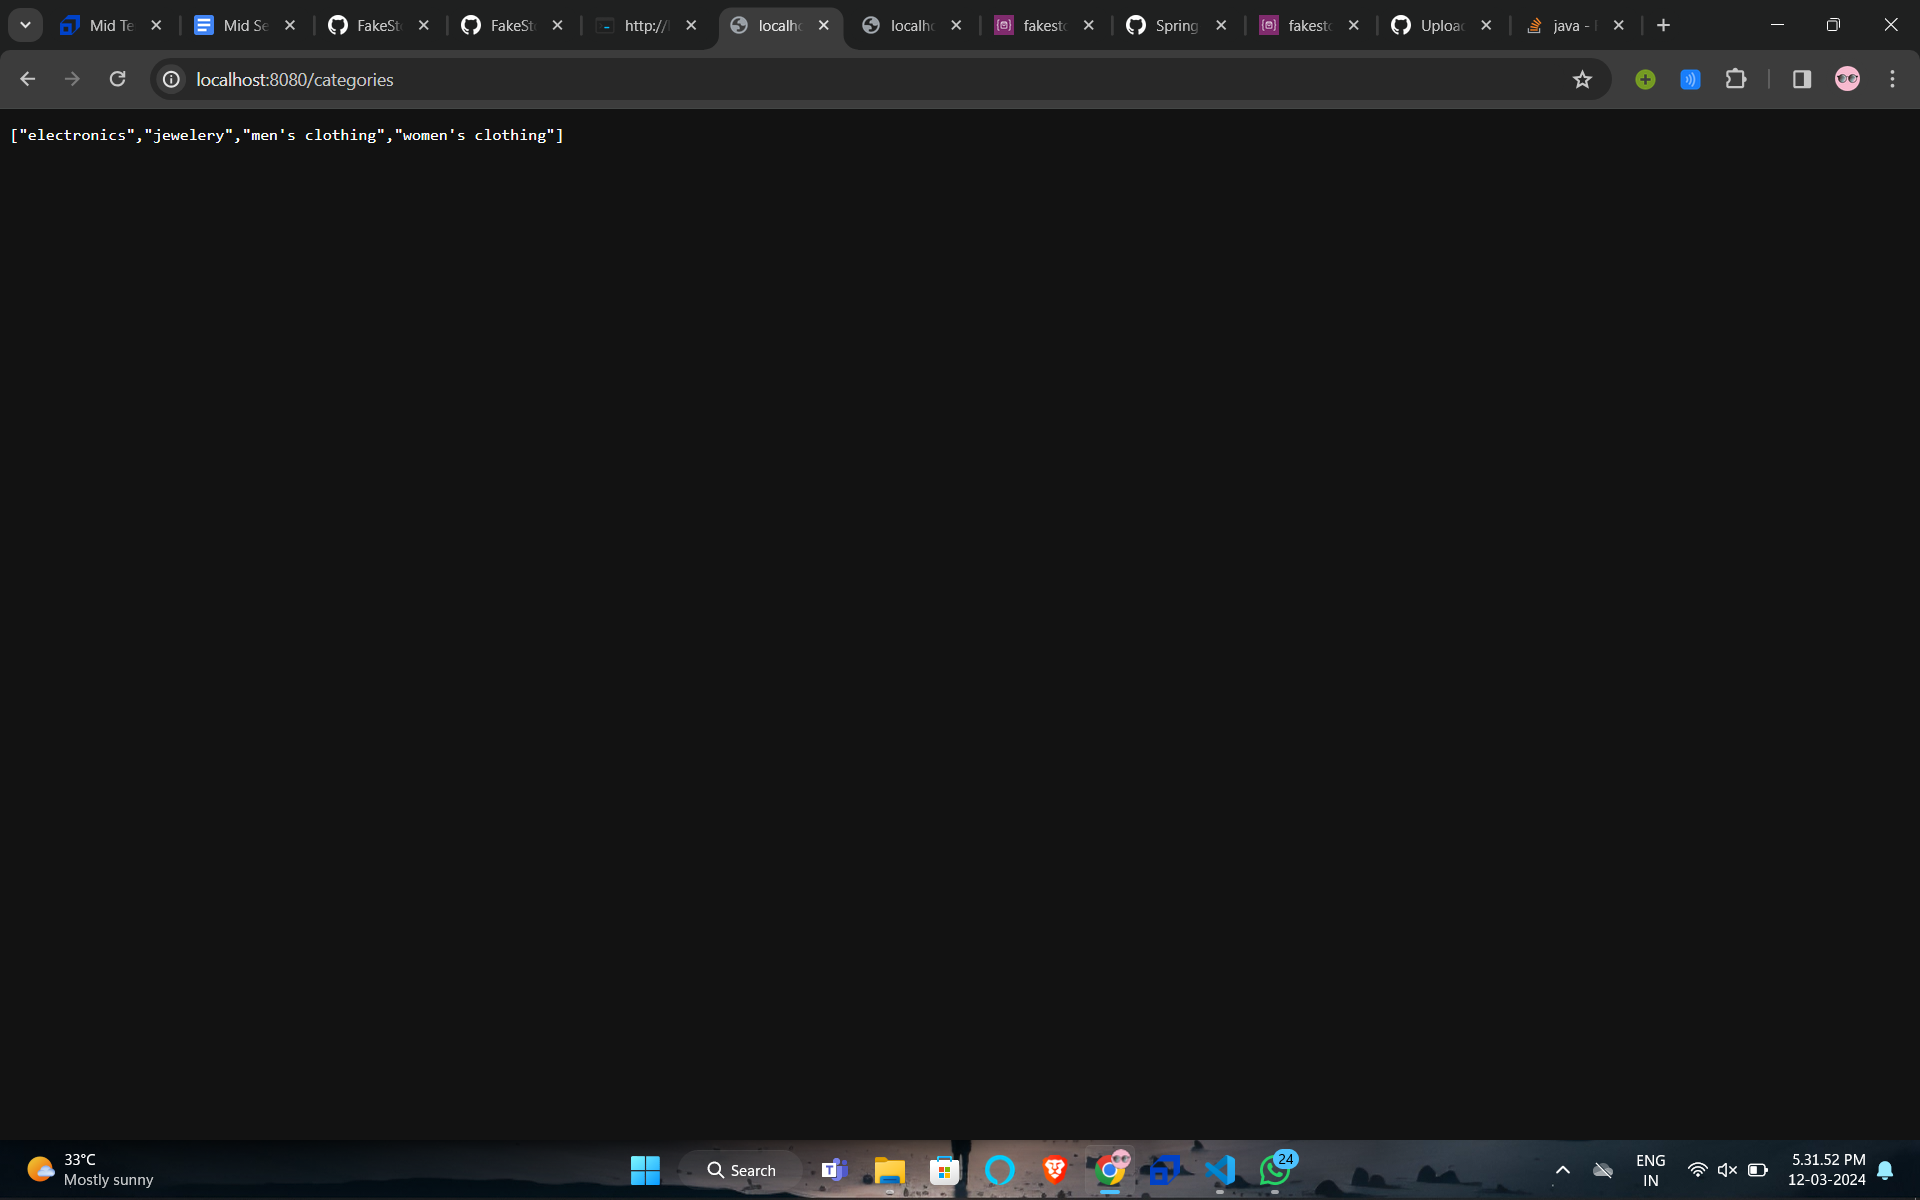 Mid Te
Mid Se
FakeSt
FakeSt
http://
localh
localh
fakest
Spring
fakest
Uploa
java -
localhost:8080/categories
["electronics","jewelery","men's clothing","women's clothing"]
33°C
Mostly sunny
Search
24
ENG
IN
5.31.52 PM
12-03-2024